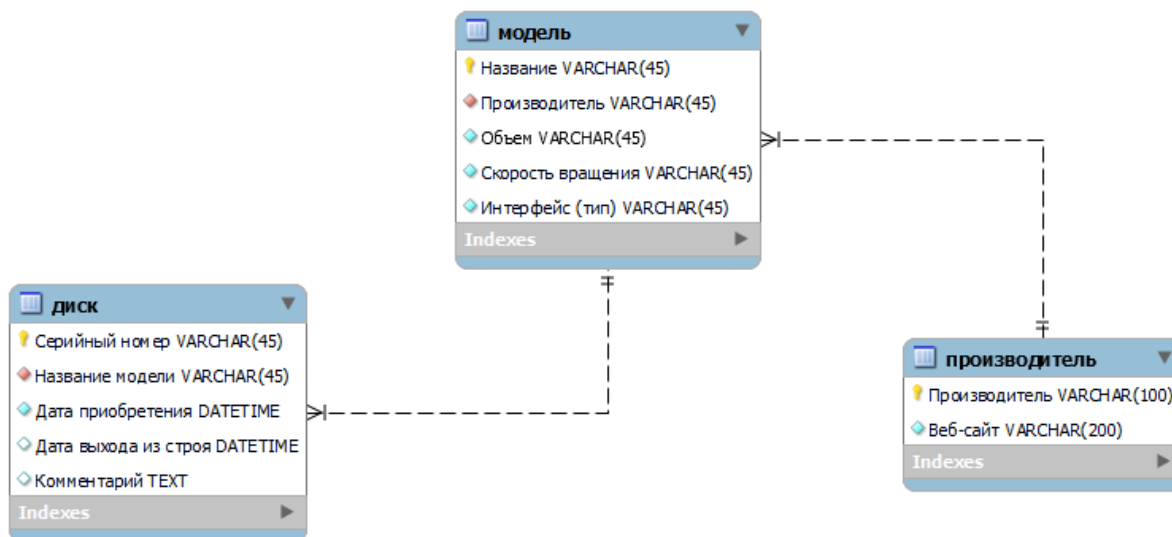 модель
Название VARCHAR(45)
Производитель VARCHAR(45)
Объем VARCHAR(45)
Скорость вращения VARCHAR(45)
Интерфейс (тип) VARCHAR(45)
Indexes
диск
Серийный номер VARCHAR(45)
Название модели VARCHAR(45)
Дата приобретения DATETIME
Дата выхода из строя DATETIME
Комментарий TEXT
Indexes
производитель
Производитель VARCHAR(100)
Веб-сайт VARCHAR(200)
Indexes